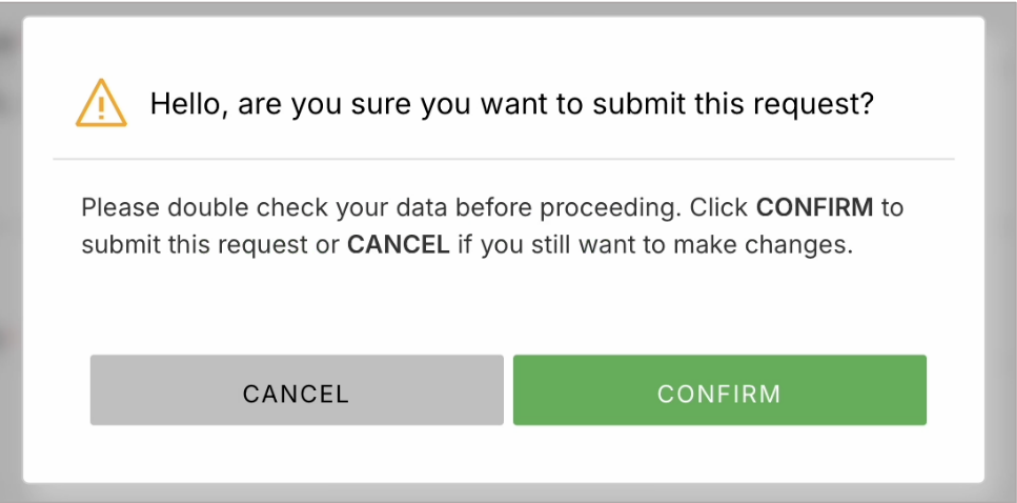 Hello, are you sure you want to submit this request?
Please double check your data before proceeding. Click CONFIRM to
submit this request or CANCEL if you still want to make changes.
CANCEL
CONFIRM